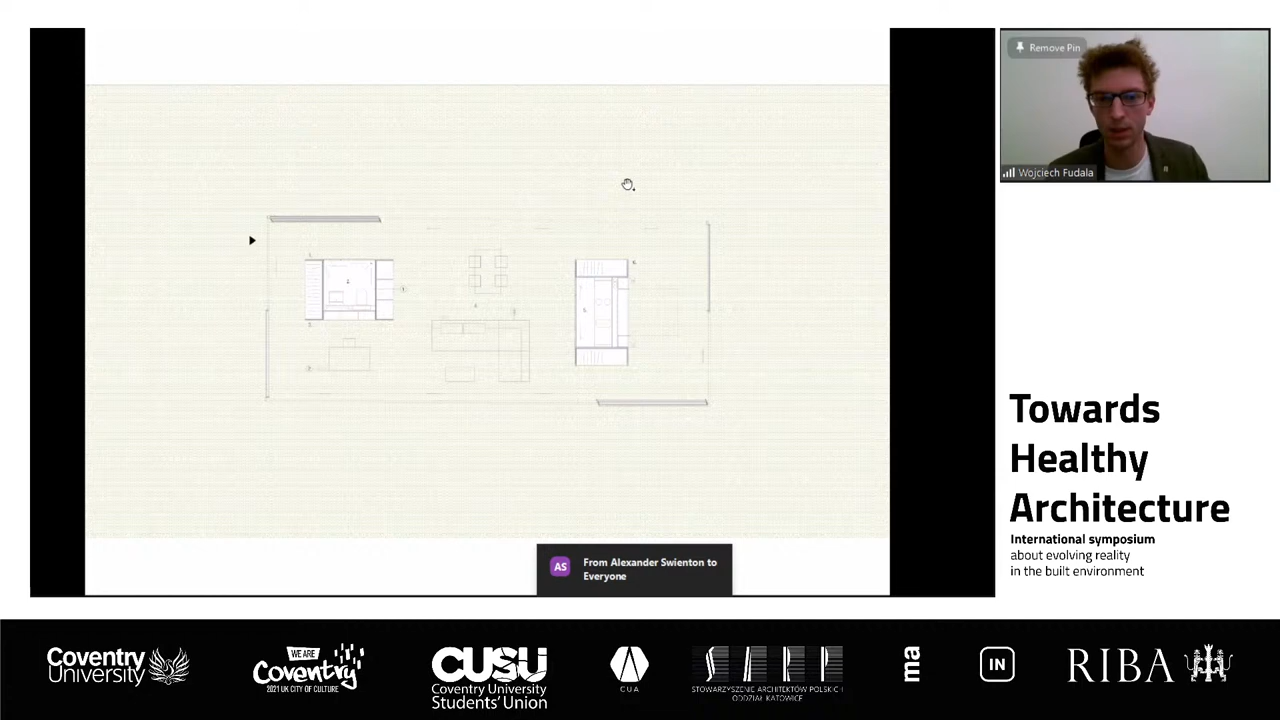 Remove Pin
Wojciech Fudala
From Alexander Swienton to
Everyone
AS
Towards
Healthy
Architecture
International symposium
about evolving reality
in the built environment
Coventry
University
WE ARE
Coventry
2021 UK CITY OF CULTURE
CUSU
Coventry University
Students' Union
CUA
SARP
STOWARZYSZENIE ARCHITEKTÓW POLSKICH
ODDZIAŁ KATOWICE
ma
IN
RIBA